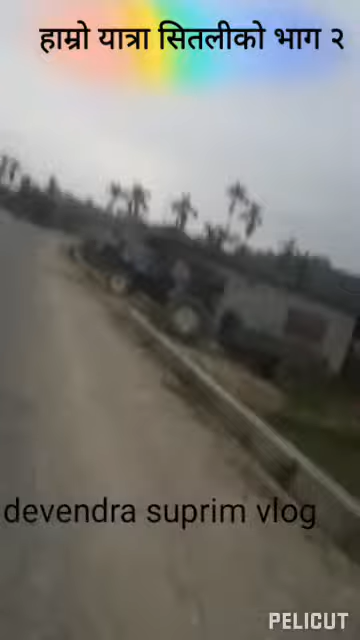 हाम्रो यात्रा सितलीको भाग २
devendra suprim vlog
PELICUT